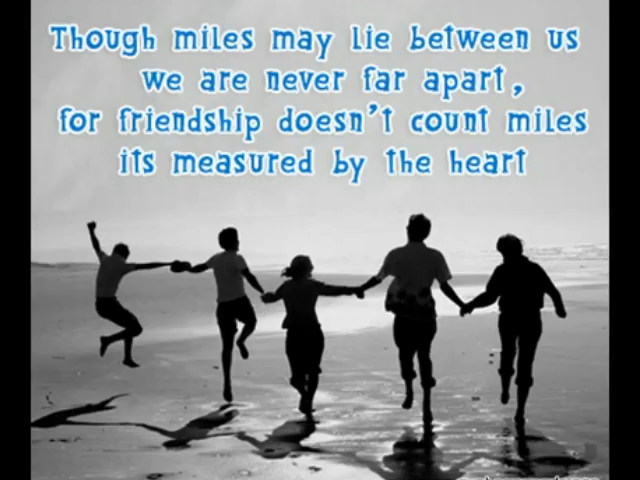 Though miles may lie between us
we are never far apart,
for friendship doesn't count miles
its measured by the heart